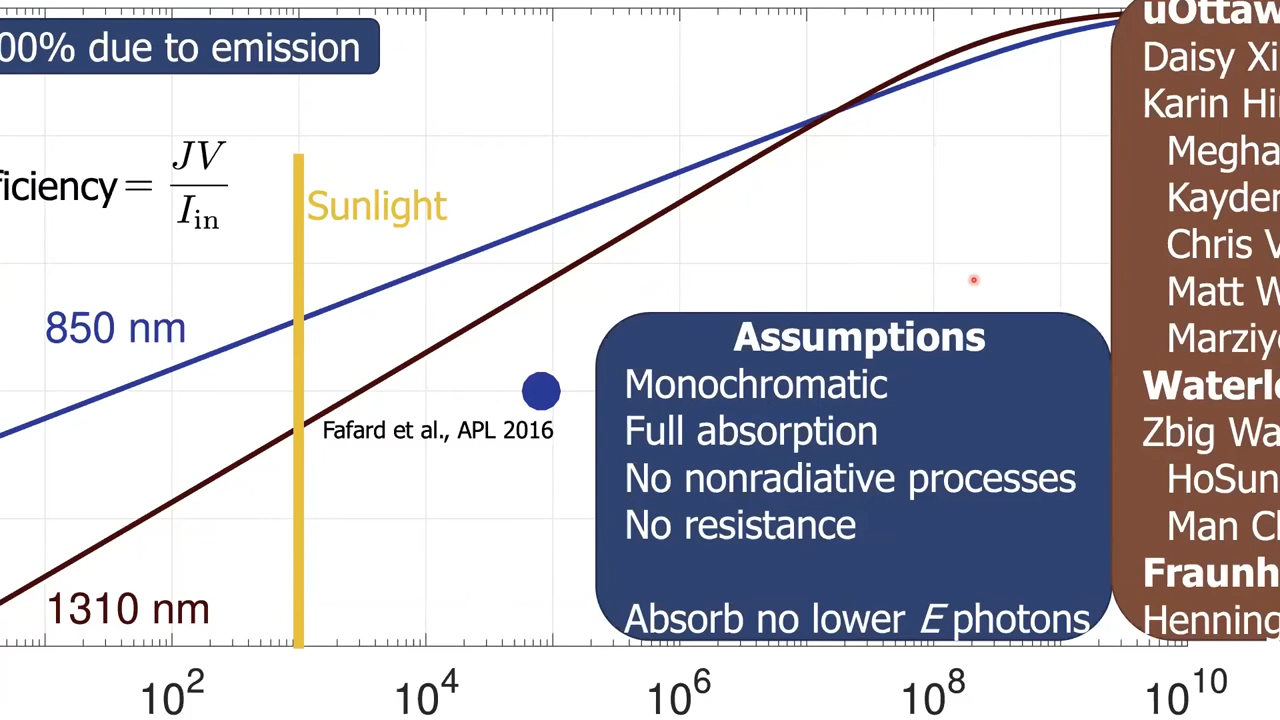 00% due to emission
ficiency = JV / I_in
Sunlight
850 nm
Fafard et al., APL 2016
1310 nm
Assumptions
Monochromatic
Full absorption
No nonradiative processes
No resistance
Absorb no lower E photons
uOttaw
Daisy Xi
Karin Hi
Megha
Kayden
Chris V
Matt W
Marziy
Waterl
Zbig Wa
HoSun
Man C
Fraunh
Henning
10^2
10^4
10^6
10^8
10^10